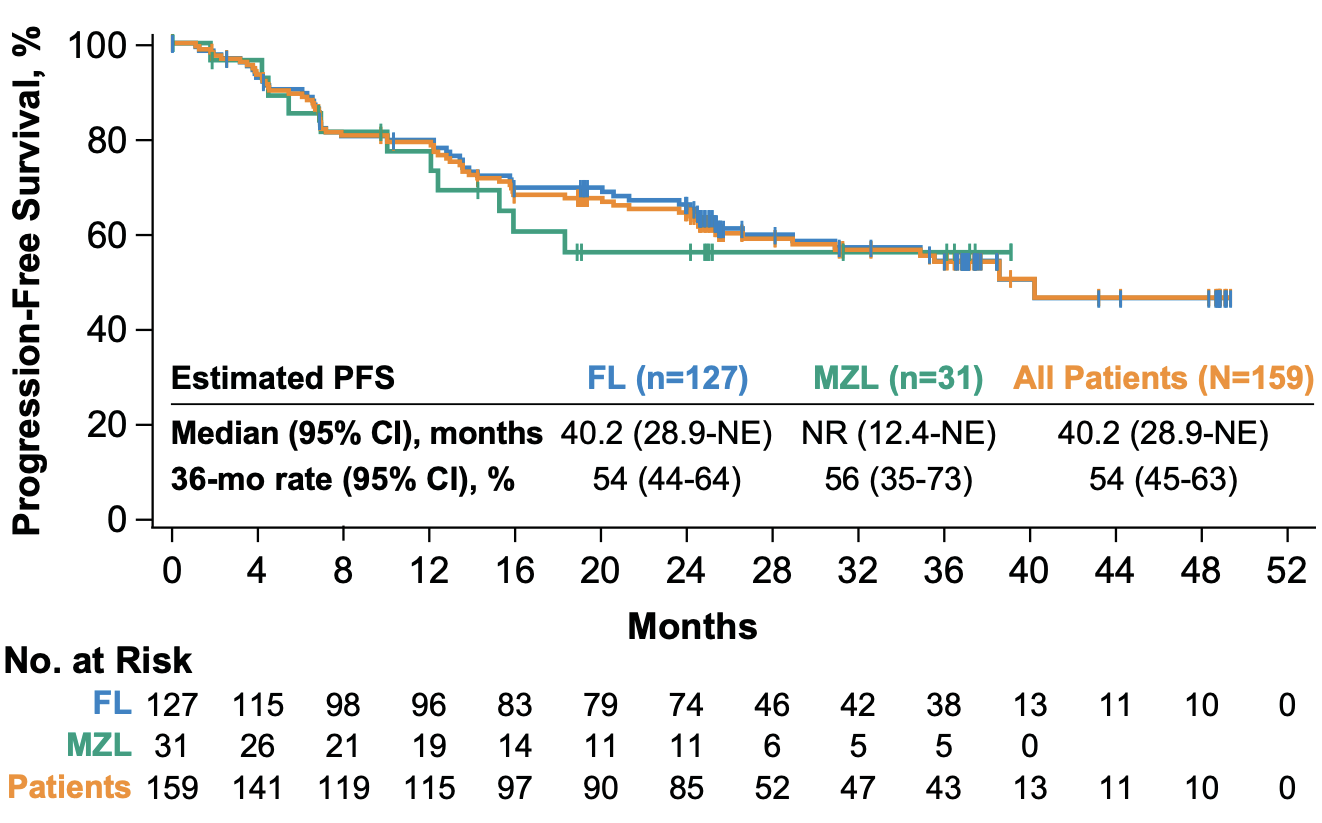 Progression-Free Survival, %
100
80
60
40
20
0
Estimated PFS FL (n=127) MZL (n=31) All Patients (N=159)
Median (95% CI), months 40.2 (28.9-NE) NR (12.4-NE) 40.2 (28.9-NE)
36-mo rate (95% CI), % 54 (44-64) 56 (35-73) 54 (45-63)
0 4 8 12 16 20 24 28 32 36 40 44 48 52
Months
No. at Risk
FL 127 115 98 96 83 79 74 46 42 38 13 11 10 0
MZL 31 26 21 19 14 11 11 6 5 5 0
Patients 159 141 119 115 97 90 85 52 47 43 13 11 10 0